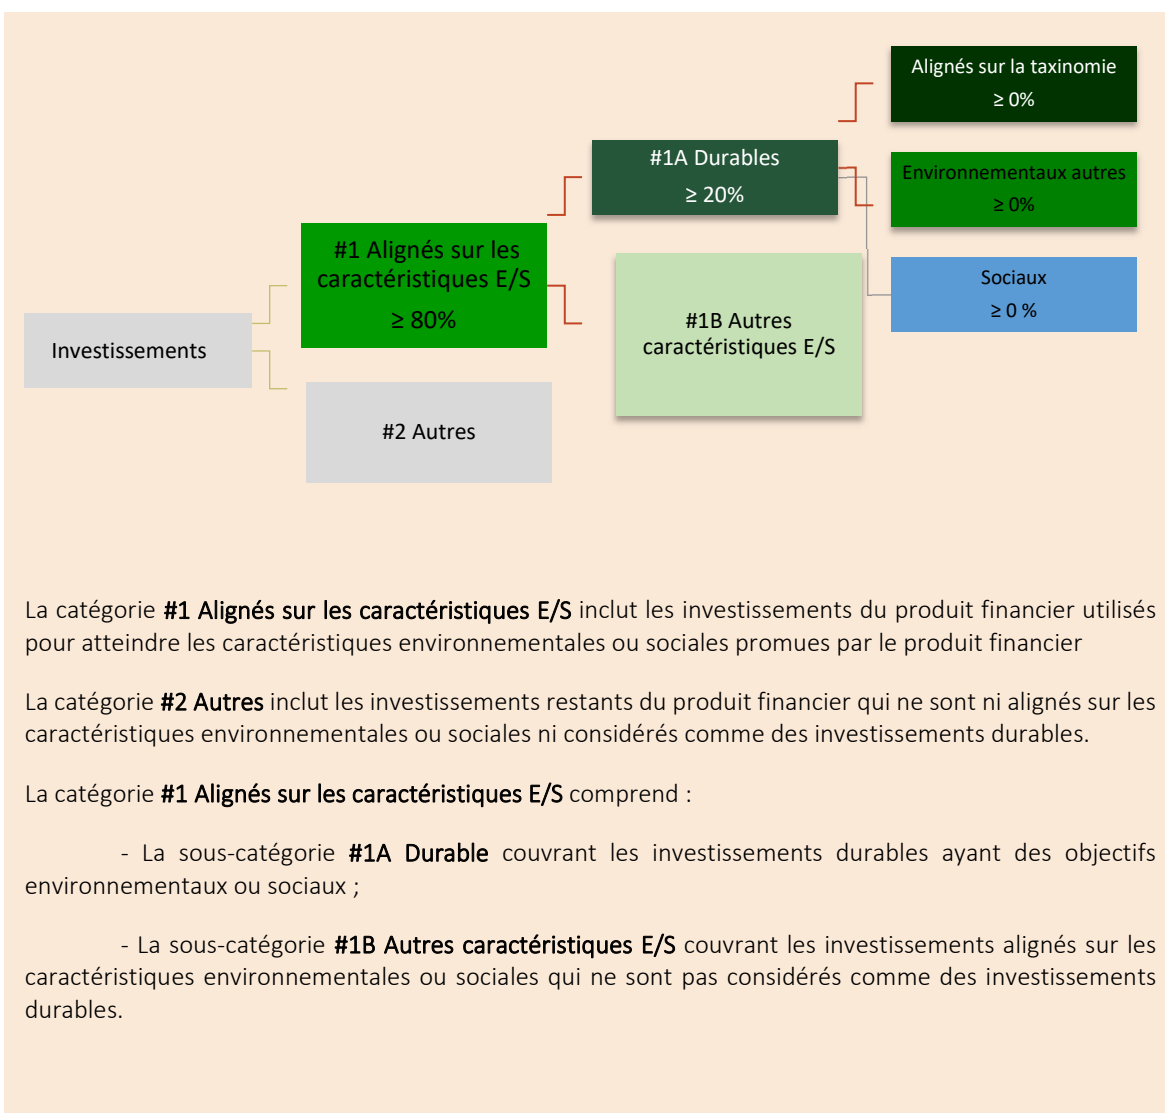 Alignés sur la taxinomie
≥ 0%
#1A Durables
≥ 20%
Environnementaux autres
≥ 0%
#1 Alignés sur les
caractéristiques E/S
≥ 80%
Sociaux
≥ 0 %
#1B Autres
caractéristiques E/S
Investissements
#2 Autres
La catégorie #1 Alignés sur les caractéristiques E/S inclut les investissements du produit financier utilisés
pour atteindre les caractéristiques environnementales ou sociales promues par le produit financier
La catégorie #2 Autres inclut les investissements restants du produit financier qui ne sont ni alignés sur les
caractéristiques environnementales ou sociales ni considérés comme des investissements durables.
La catégorie #1 Alignés sur les caractéristiques E/S comprend :
- La sous-catégorie #1A Durable couvrant les investissements durables ayant des objectifs
environnementaux ou sociaux ;
- La sous-catégorie #1B Autres caractéristiques E/S couvrant les investissements alignés sur les
caractéristiques environnementales ou sociales qui ne sont pas considérés comme des investissements
durables.